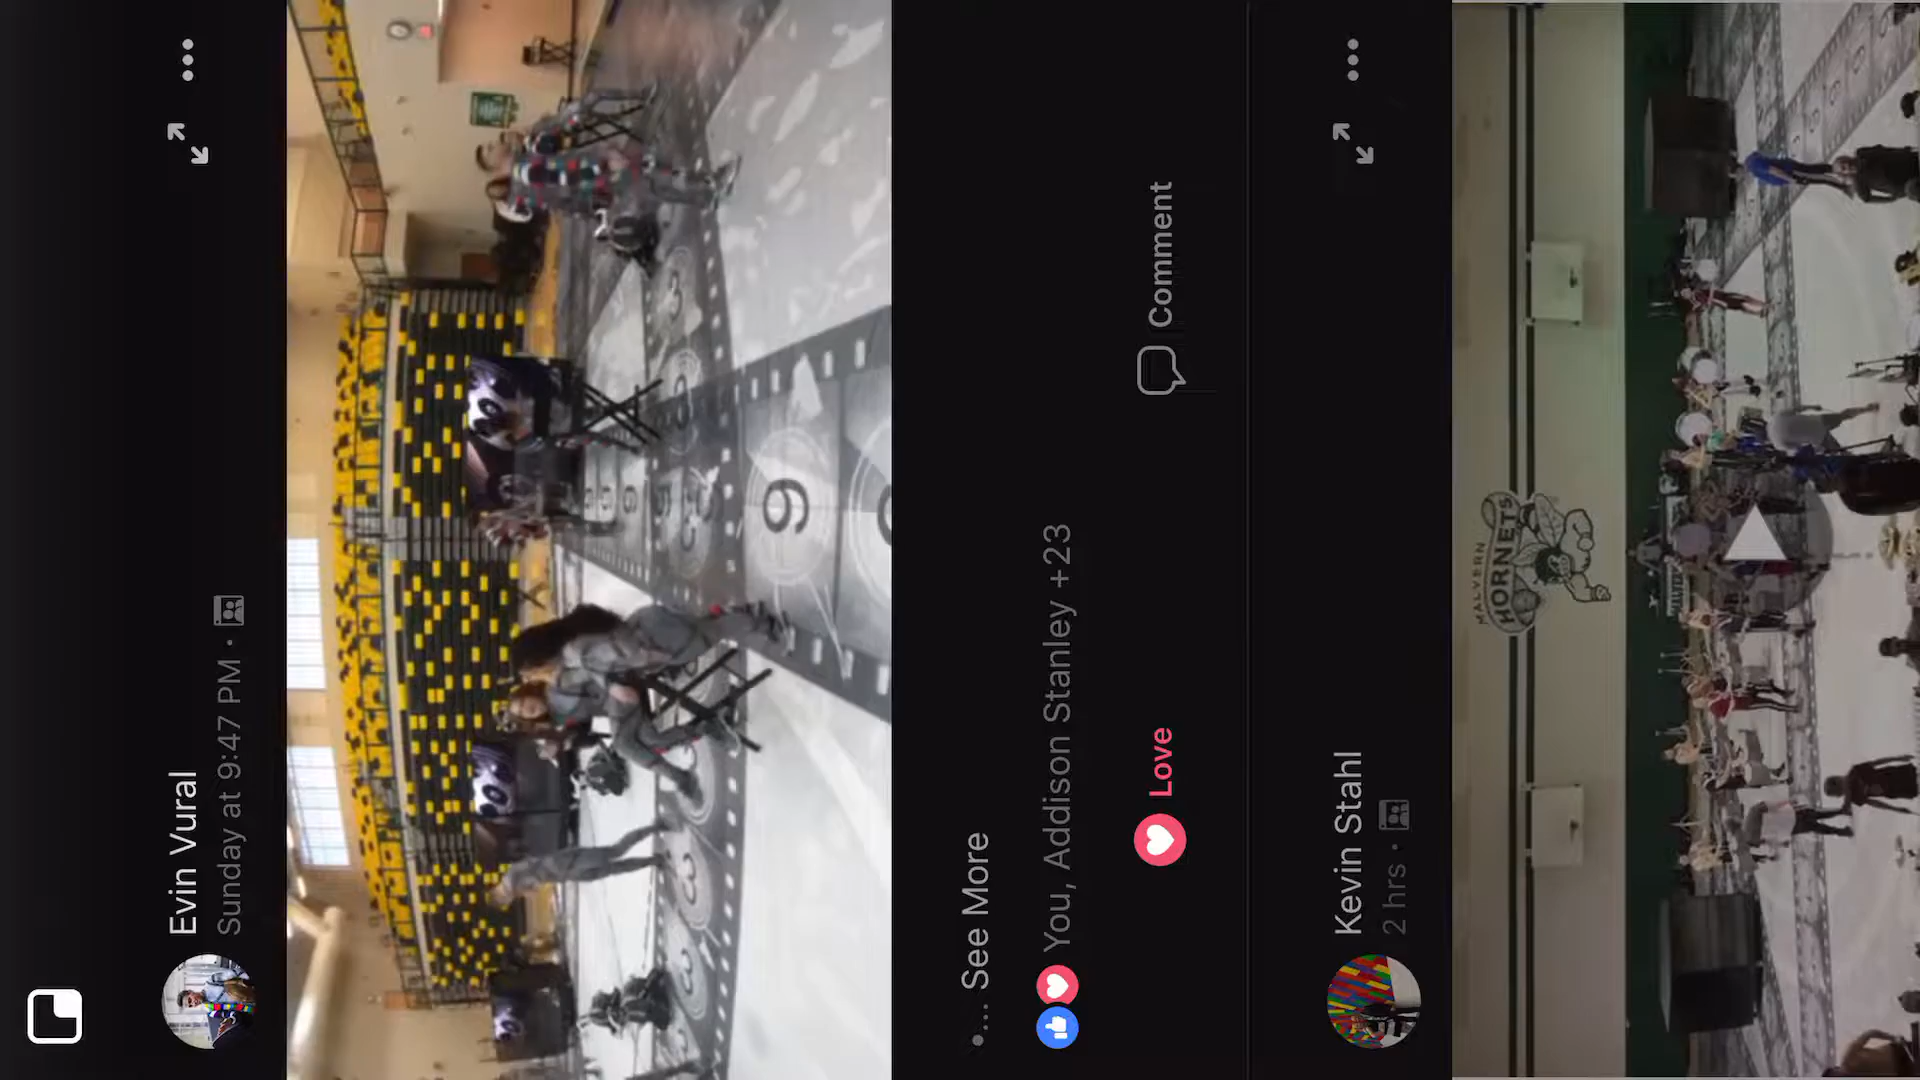 Evin Vural
Sunday at 9:47 PM ·
6
... See More
You, Addison Stanley +23
Love
Comment
Kevin Stahl
2 hrs ·
MALVERN
HORNETS